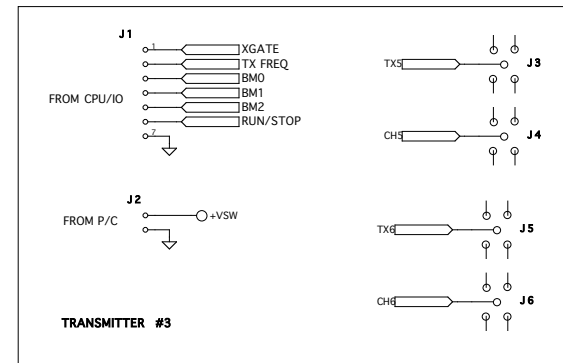 J1
1
XGATE
TX FREQ
BM0
BM1
FROM CPU/IO
BM2
RUN/STOP
7
J2
FROM P/C
+VSW
TRANSMITTER #3
TX5
J3
CH5
J4
TX6
J5
CH6
J6